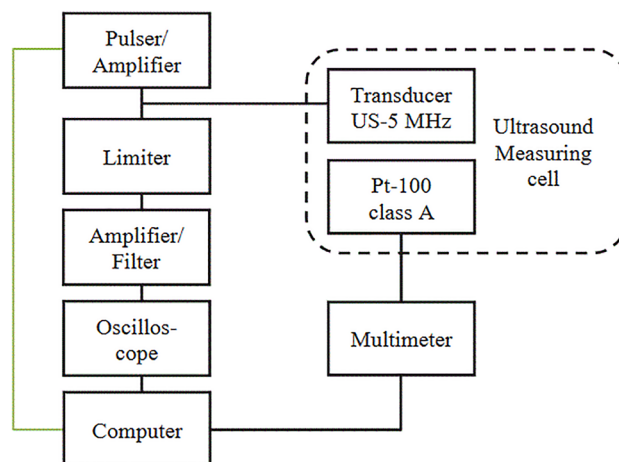 Pulser/
Amplifier
Transducer
US-5 MHz
Ultrasound
Measuring
cell
Limiter
Pt-100
class A
Amplifier/
Filter
Oscillos-
cope
Multimeter
Computer